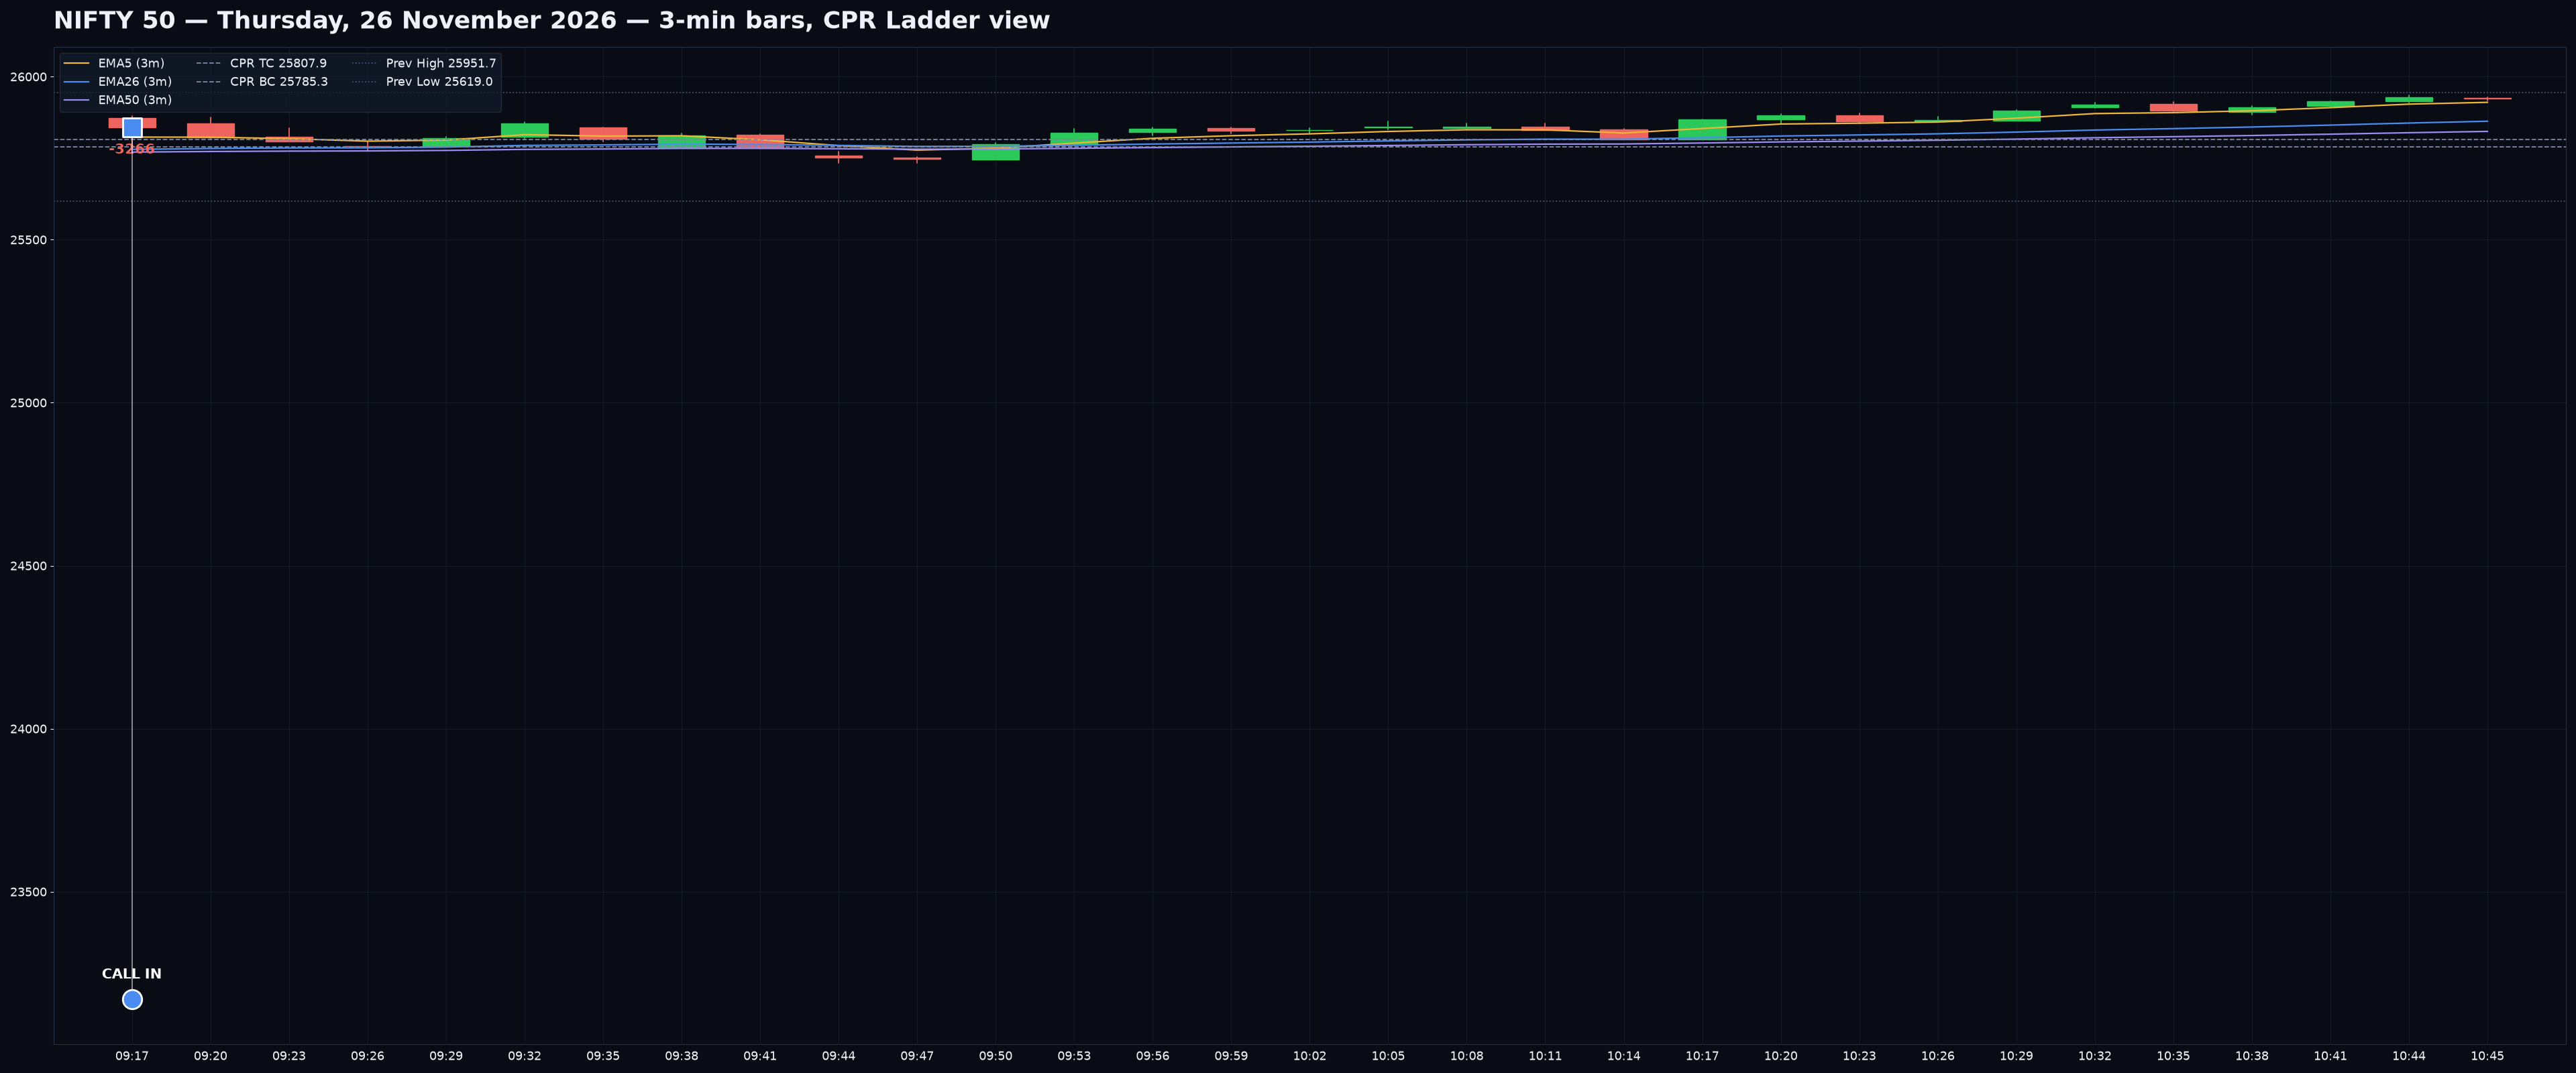 NIFTY 50 — Thursday, 26 November 2026 — 3-min bars, CPR Ladder view
EMA5 (3m) CPR TC 25807.9 Prev High 25951.7
EMA26 (3m) CPR BC 25785.3 Prev Low 25619.0
EMA50 (3m)
26000
25500
25000
24500
24000
23500
-3266
CALL IN
09:17 09:20 09:23 09:26 09:29 09:32 09:35 09:38 09:41 09:44 09:47 09:50 09:53 09:56 09:59 10:02 10:05 10:08 10:11 10:14 10:17 10:20 10:23 10:26 10:29 10:32 10:35 10:38 10:41 10:44 10:45